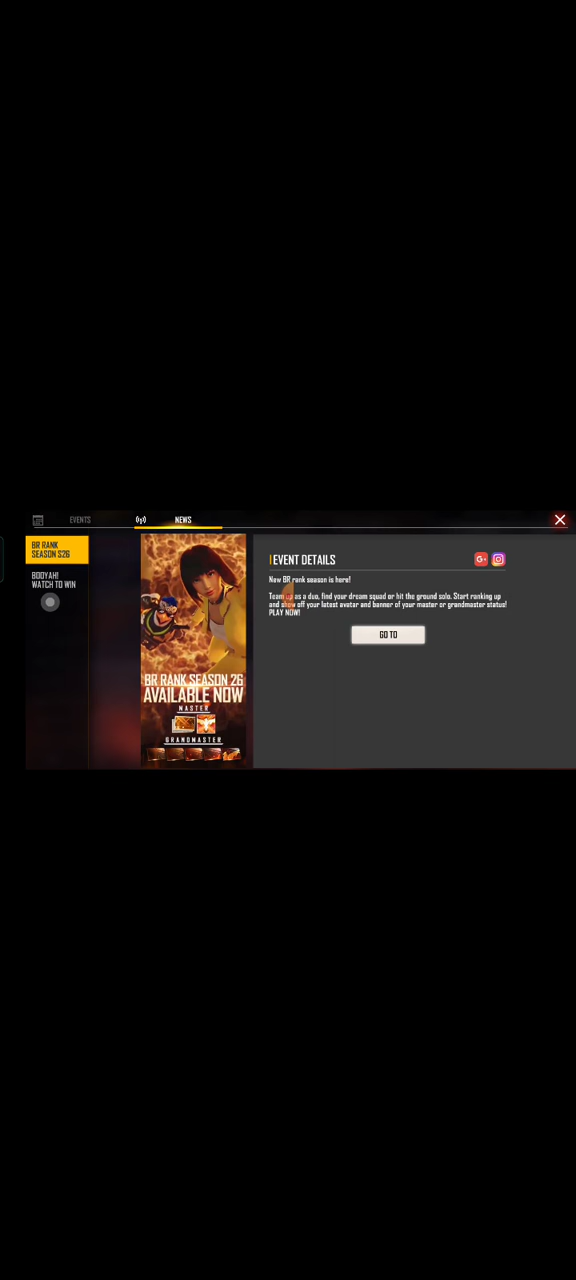 EVENTS
NEWS
BR RANK
SEASON S26
BOOYAH!
WATCH TO WIN
BR RANK SEASON 26
AVAILABLE NOW
MASTER
GRANDMASTER
EVENT DETAILS
G+
New BR rank season is here!
Team up as a duo, find your dream squad or hit the ground solo. Start ranking up
and show off your latest avatar and banner of your master or grandmaster status!
PLAY NOW!
GO TO